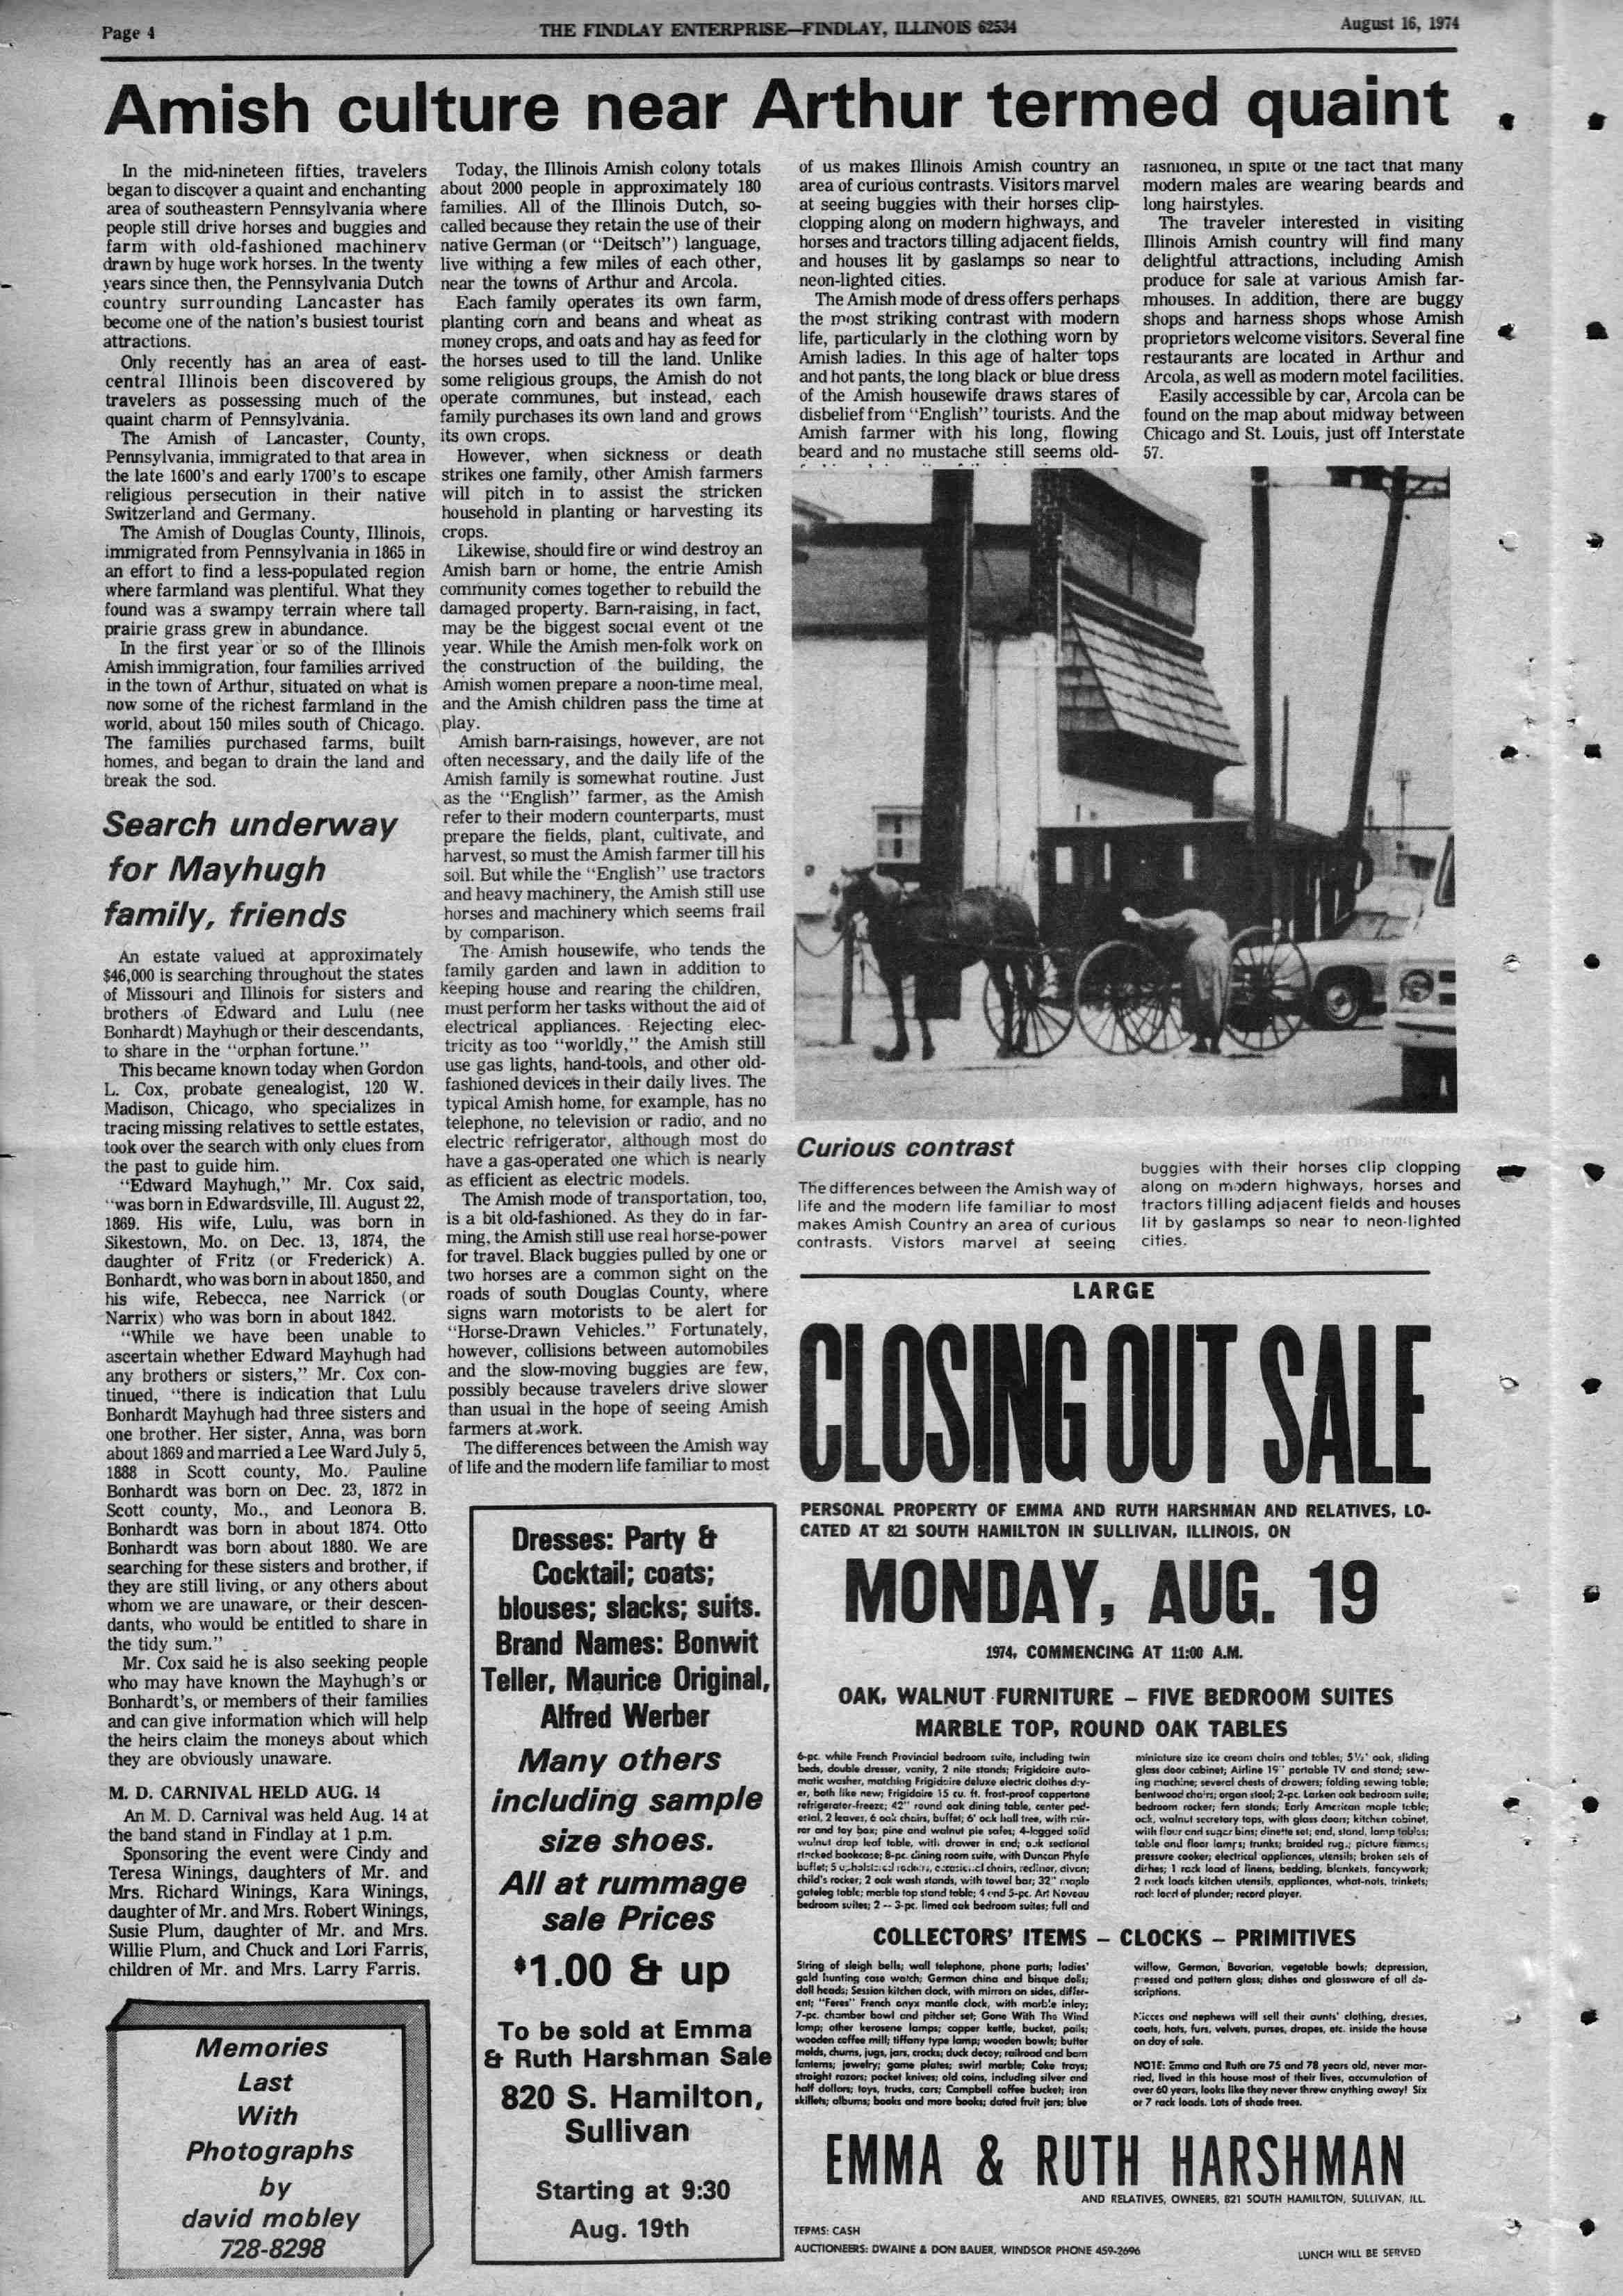 Page 4
THE FINDLAY ENTERPRISE—FINDLAY, ILLINOIS 62534
August 16, 1974
Amish culture near Arthur termed quaint
In the mid-nineteen fifties, travelers
began to discover a quaint and enchanting
area of southeastern Pennsylvania where
people still drive horses and buggies and
farm with old-fashioned machinery
drawn by huge work horses. In the twenty
years since then, the Pennsylvania Dutch
country surrounding Lancaster has
become one of the nation's busiest tourist
attractions.
Only recently has an area of east-
central Illinois been discovered by
travelers as possessing much of the
quaint charm of Pennsylvania.
The Amish of Lancaster, County,
Pennsylvania, immigrated to that area in
the late 1600's and early 1700's to escape
religious persecution in their native
Switzerland and Germany.
The Amish of Douglas County, Illinois,
immigrated from Pennsylvania in 1865 in
an effort to find a less-populated region
where farmland was plentiful. What they
found was a swampy terrain where tall
prairie grass grew in abundance.
In the first year or so of the Illinois
Amish immigration, four families arrived
in the town of Arthur, situated on what is
now some of the richest farmland in the
world, about 150 miles south of Chicago.
The families purchased farms, built
homes, and began to drain the land and
break the sod.
Today, the Illinois Amish colony totals
about 2000 people in approximately 180
families. All of the Illinois Dutch, so-
called because they retain the use of their
native German (or "Deitsch") language,
live withing a few miles of each other,
near the towns of Arthur and Arcola.
Each family operates its own farm,
planting corn and beans and wheat as
money crops, and oats and hay as feed for
the horses used to till the land. Unlike
some religious groups, the Amish do not
operate communes, but instead, each
family purchases its own land and grows
its own crops.
However, when sickness or death
strikes one family, other Amish farmers
will pitch in to assist the stricken
household in planting or harvesting its
crops.
Likewise, should fire or wind destroy an
Amish barn or home, the entrie Amish
community comes together to rebuild the
damaged property. Barn-raising, in fact,
may be the biggest social event of the
year. While the Amish men-folk work on
the construction of the building, the
Amish women prepare a noon-time meal,
and the Amish children pass the time at
play.
Amish barn-raisings, however, are not
often necessary, and the daily life of the
Amish family is somewhat routine. Just
as the "English" farmer, as the Amish
refer to their modern counterparts, must
prepare the fields, plant, cultivate, and
harvest, so must the Amish farmer till his
soil. But while the "English" use tractors
and heavy machinery, the Amish still use
horses and machinery which seems frail
by comparison.
The Amish housewife, who tends the
family garden and lawn in addition to
keeping house and rearing the children,
must perform her tasks without the aid of
electrical appliances. Rejecting elec-
tricity as too "worldly," the Amish still
use gas lights, hand-tools, and other old-
fashioned devices in their daily lives. The
typical Amish home, for example, has no
telephone, no television or radio, and no
electric refrigerator, although most do
have a gas-operated one which is nearly
as efficient as electric models.
The Amish mode of transportation, too,
is a bit old-fashioned. As they do in far-
ming, the Amish still use real horse-power
for travel. Black buggies pulled by one or
two horses are a common sight on the
roads of south Douglas County, where
signs warn motorists to be alert for
"Horse-Drawn Vehicles." Fortunately,
however, collisions between automobiles
and the slow-moving buggies are few,
possibly because travelers drive slower
than usual in the hope of seeing Amish
farmers at work.
The differences between the Amish way
of life and the modern life familiar to most
of us makes Illinois Amish country an
area of curious contrasts. Visitors marvel
at seeing buggies with their horses clip-
clopping along on modern highways, and
horses and tractors tilling adjacent fields,
and houses lit by gaslamps so near to
neon-lighted cities.
The Amish mode of dress offers perhaps
the most striking contrast with modern
life, particularly in the clothing worn by
Amish ladies. In this age of halter tops
and hot pants, the long black or blue dress
of the Amish housewife draws stares of
disbelief from "English" tourists. And the
Amish farmer with his long, flowing
beard and no mustache still seems old-
fashioned, in spite of the fact that many
modern males are wearing beards and
long hairstyles.
The traveler interested in visiting
Illinois Amish country will find many
delightful attractions, including Amish
produce for sale at various Amish far-
mhouses. In addition, there are buggy
shops and harness shops whose Amish
proprietors welcome visitors. Several fine
restaurants are located in Arthur and
Arcola, as well as modern motel facilities.
Easily accessible by car, Arcola can be
found on the map about midway between
Chicago and St. Louis, just off Interstate
57.
Search underway
for Mayhugh
family, friends
An estate valued at approximately
$46,000 is searching throughout the states
of Missouri and Illinois for sisters and
brothers of Edward and Lulu (nee
Bonhardt) Mayhugh or their descendants,
to share in the "orphan fortune."
This became known today when Gordon
L. Cox, probate genealogist, 120 W.
Madison, Chicago, who specializes in
tracing missing relatives to settle estates,
took over the search with only clues from
the past to guide him.
"Edward Mayhugh," Mr. Cox said,
"was born in Edwardsville, Ill. August 22,
1869. His wife, Lulu, was born in
Sikestown, Mo. on Dec. 13, 1874, the
daughter of Fritz (or Frederick) A.
Bonhardt, who was born in about 1850, and
his wife, Rebecca, nee Narrick (or
Narrix) who was born in about 1842.
"While we have been unable to
ascertain whether Edward Mayhugh had
any brothers or sisters," Mr. Cox con-
tinued, "there is indication that Lulu
Bonhardt Mayhugh had three sisters and
one brother. Her sister, Anna, was born
about 1869 and married a Lee Ward July 5,
1888 in Scott county, Mo. Pauline
Bonhardt was born on Dec. 23, 1872 in
Scott county, Mo., and Leonora B.
Bonhardt was born in about 1874. Otto
Bonhardt was born about 1880. We are
searching for these sisters and brother, if
they are still living, or any others about
whom we are unaware, or their descen-
dants, who would be entitled to share in
the tidy sum."
Mr. Cox said he is also seeking people
who may have known the Mayhugh's or
Bonhardt's, or members of their families
and can give information which will help
the heirs claim the moneys about which
they are obviously unaware.
M. D. CARNIVAL HELD AUG. 14
An M. D. Carnival was held Aug. 14 at
the band stand in Findlay at 1 p.m.
Sponsoring the event were Cindy and
Teresa Winings, daughters of Mr. and
Mrs. Richard Winings, Kara Winings,
daughter of Mr. and Mrs. Robert Winings,
Susie Plum, daughter of Mr. and Mrs.
Willie Plum, and Chuck and Lori Farris,
children of Mr. and Mrs. Larry Farris.
Memories
Last
With
Photographs
by
david mobley
728-8298
Dresses: Party &
Cocktail; coats;
blouses; slacks; suits.
Brand Names: Bonwit
Teller, Maurice Original,
Alfred Werber
Many others
including sample
size shoes.
All at rummage
sale Prices
$1.00 & up
To be sold at Emma
& Ruth Harshman Sale
820 S. Hamilton,
Sullivan
Starting at 9:30
Aug. 19th
Curious contrast
The differences between the Amish way of
life and the modern life familiar to most
makes Amish Country an area of curious
contrasts. Vistors marvel at seeing
buggies with their horses clip clopping
along on modern highways, horses and
tractors tilling adjacent fields and houses
lit by gaslamps so near to neon-lighted
cities.
LARGE
CLOSING OUT SALE
PERSONAL PROPERTY OF EMMA AND RUTH HARSHMAN AND RELATIVES, LO-
CATED AT 821 SOUTH HAMILTON IN SULLIVAN, ILLINOIS, ON
MONDAY, AUG. 19
1974, COMMENCING AT 11:00 A.M.
OAK, WALNUT FURNITURE – FIVE BEDROOM SUITES
MARBLE TOP, ROUND OAK TABLES
6-pc. while French Provincial bedroom suite, including twin
beds, double dresser, vanity, 2 nite stands; Frigidaire auto-
matic washer, matching Frigidaire deluxe electric clothes dry-
er, both like new; Frigidaire 15 cu. ft. frost-proof coppertone
refrigerator-freeze; 42" round oak dining table, center ped-
estal, 2 leaves, 6 oak chairs, buffet; 6' oak hall tree, with mir-
ror and toy box; pine and walnut pie safes; 4-legged solid
walnut drop leaf table, with drawer in end; oak sectional
stacked bookcase; 8-pc. dining room suite, with Duncan Phyfe
buffet; 5 upholstered rockers, occasional chairs, recliner, divan;
child's rocker; 2 oak wash stands, with towel bar; 32" maple
gateleg table; marble top stand table; 4 and 5-pc. Art Noveau
bedroom suites; 2 -- 3-pc. limed oak bedroom suites; full and
miniature size ice cream chairs and tables; 5½' oak, sliding
glass door cabinet; Airline 19" portable TV and stand; sew-
ing machine; several chests of drawers; folding sewing table;
bentwood chairs; organ stool; 2-pc. Larken oak bedroom suite;
bedroom rocker; fern stands; Early American maple table;
oak, walnut secretary tops, with glass doors; kitchen cabinet,
with flour and sugar bins; dinette set; end, stand, lamp tables;
table and floor lamps; trunks; braided rug; picture frames;
pressure cooker; electrical appliances, utensils; broken sets of
dishes; 1 rack load of linens, bedding, blankets, fancywork;
2 rack loads kitchen utensils, appliances, what-nots, trinkets;
rack load of plunder; record player.
COLLECTORS' ITEMS – CLOCKS – PRIMITIVES
String of sleigh bells; wall telephone, phone parts; ladies'
gold hunting case watch; German china and bisque dolls;
doll heads; Session kitchen clock, with mirrors on sides, differ-
ent; "Feres" French onyx mantle clock, with marble inlay;
7-pc. chamber bowl and pitcher set; Gone With The Wind
lamp; other kerosene lamps; copper kettle, bucket, pails;
wooden coffee mill; tiffany type lamp; wooden bowls; butter
molds, churns, jugs, jars, crocks; duck decoy; railroad and barn
lanterns; jewelry; game plates; swirl marble; Coke trays;
straight razors; pocket knives; old coins, including silver and
half dollars; toys, trucks, cars; Campbell coffee bucket; iron
skillets; albums; books and more books; dated fruit jars; blue
willow, German, Bavarian, vegetable bowls; depression,
pressed and pattern glass; dishes and glassware of all de-
scriptions.
Nieces and nephews will sell their aunts' clothing, dresses,
coats, hats, furs, velvets, purses, drapes, etc. inside the house
on day of sale.
NOTE: Emma and Ruth are 75 and 78 years old, never mar-
ried, lived in this house most of their lives, accumulation of
over 60 years, looks like they never threw anything away! Six
or 7 rack loads. Lots of shade trees.
EMMA & RUTH HARSHMAN
AND RELATIVES, OWNERS, 821 SOUTH HAMILTON, SULLIVAN, ILL.
TERMS: CASH
AUCTIONEERS: DWAINE & DON BAUER, WINDSOR PHONE 459-2696
LUNCH WILL BE SERVED